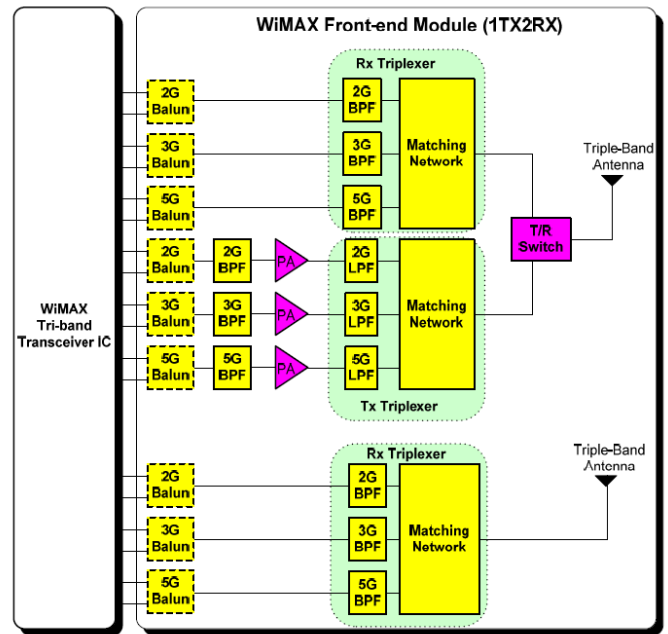 WiMAX Front-end Module (1TX2RX)
Rx Triplexer
2G
Balun
2G
BPF
3G
Balun
3G
BPF
Matching
Network
5G
Balun
5G
BPF
Triple-Band
Antenna
T/R
Switch
2G
Balun
2G
BPF
PA
2G
LPF
3G
Balun
3G
BPF
PA
3G
LPF
Matching
Network
5G
Balun
5G
BPF
PA
5G
LPF
Tx Triplexer
WiMAX
Tri-band
Transceiver IC
Rx Triplexer
2G
Balun
2G
BPF
3G
Balun
3G
BPF
Matching
Network
5G
Balun
5G
BPF
Triple-Band
Antenna